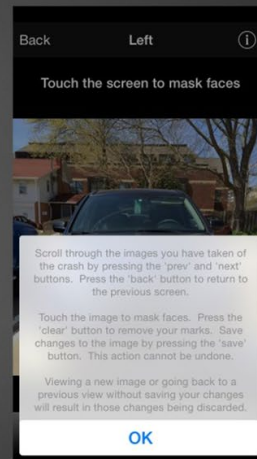 Back Left i
Touch the screen to mask faces
Scroll through the images you have taken of
the crash by pressing the 'prev' and 'next'
buttons. Press the 'back' button to return to
the previous screen.
Touch the image to mask faces. Press the
'clear' button to remove your marks. Save
changes to the image by pressing the 'save'
button. This action cannot be undone.
Viewing a new image or going back to a
previous view without saving your changes
will result in those changes being discarded.
OK